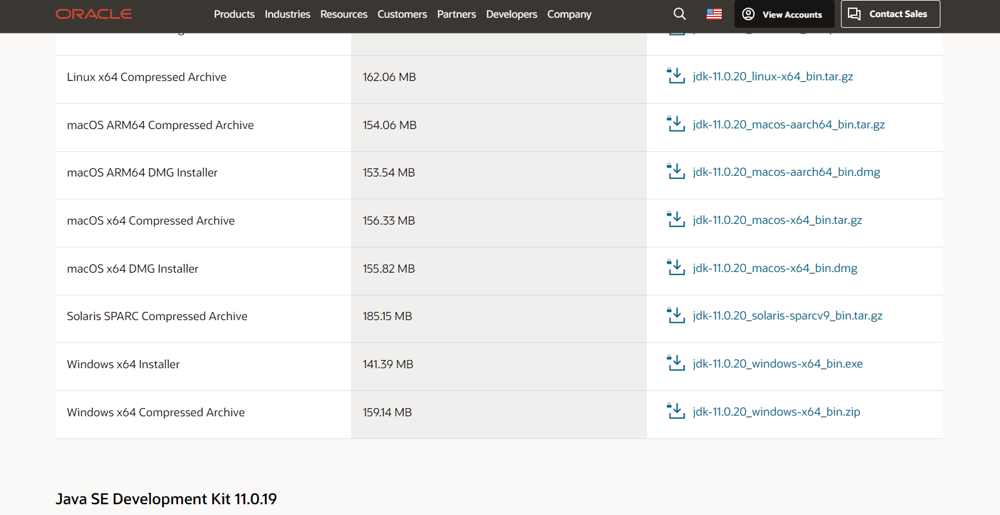 ORACLE Products Industries Resources Customers Partners Developers Company View Accounts Contact Sales
Linux x64 Compressed Archive 162.06 MB jdk-11.0.20_linux-x64_bin.tar.gz
macOS ARM64 Compressed Archive 154.06 MB jdk-11.0.20_macos-aarch64_bin.tar.gz
macOS ARM64 DMG Installer 153.54 MB jdk-11.0.20_macos-aarch64_bin.dmg
macOS x64 Compressed Archive 156.33 MB jdk-11.0.20_macos-x64_bin.tar.gz
macOS x64 DMG Installer 155.82 MB jdk-11.0.20_macos-x64_bin.dmg
Solaris SPARC Compressed Archive 185.15 MB jdk-11.0.20_solaris-sparcv9_bin.tar.gz
Windows x64 Installer 141.39 MB jdk-11.0.20_windows-x64_bin.exe
Windows x64 Compressed Archive 159.14 MB jdk-11.0.20_windows-x64_bin.zip
Java SE Development Kit 11.0.19